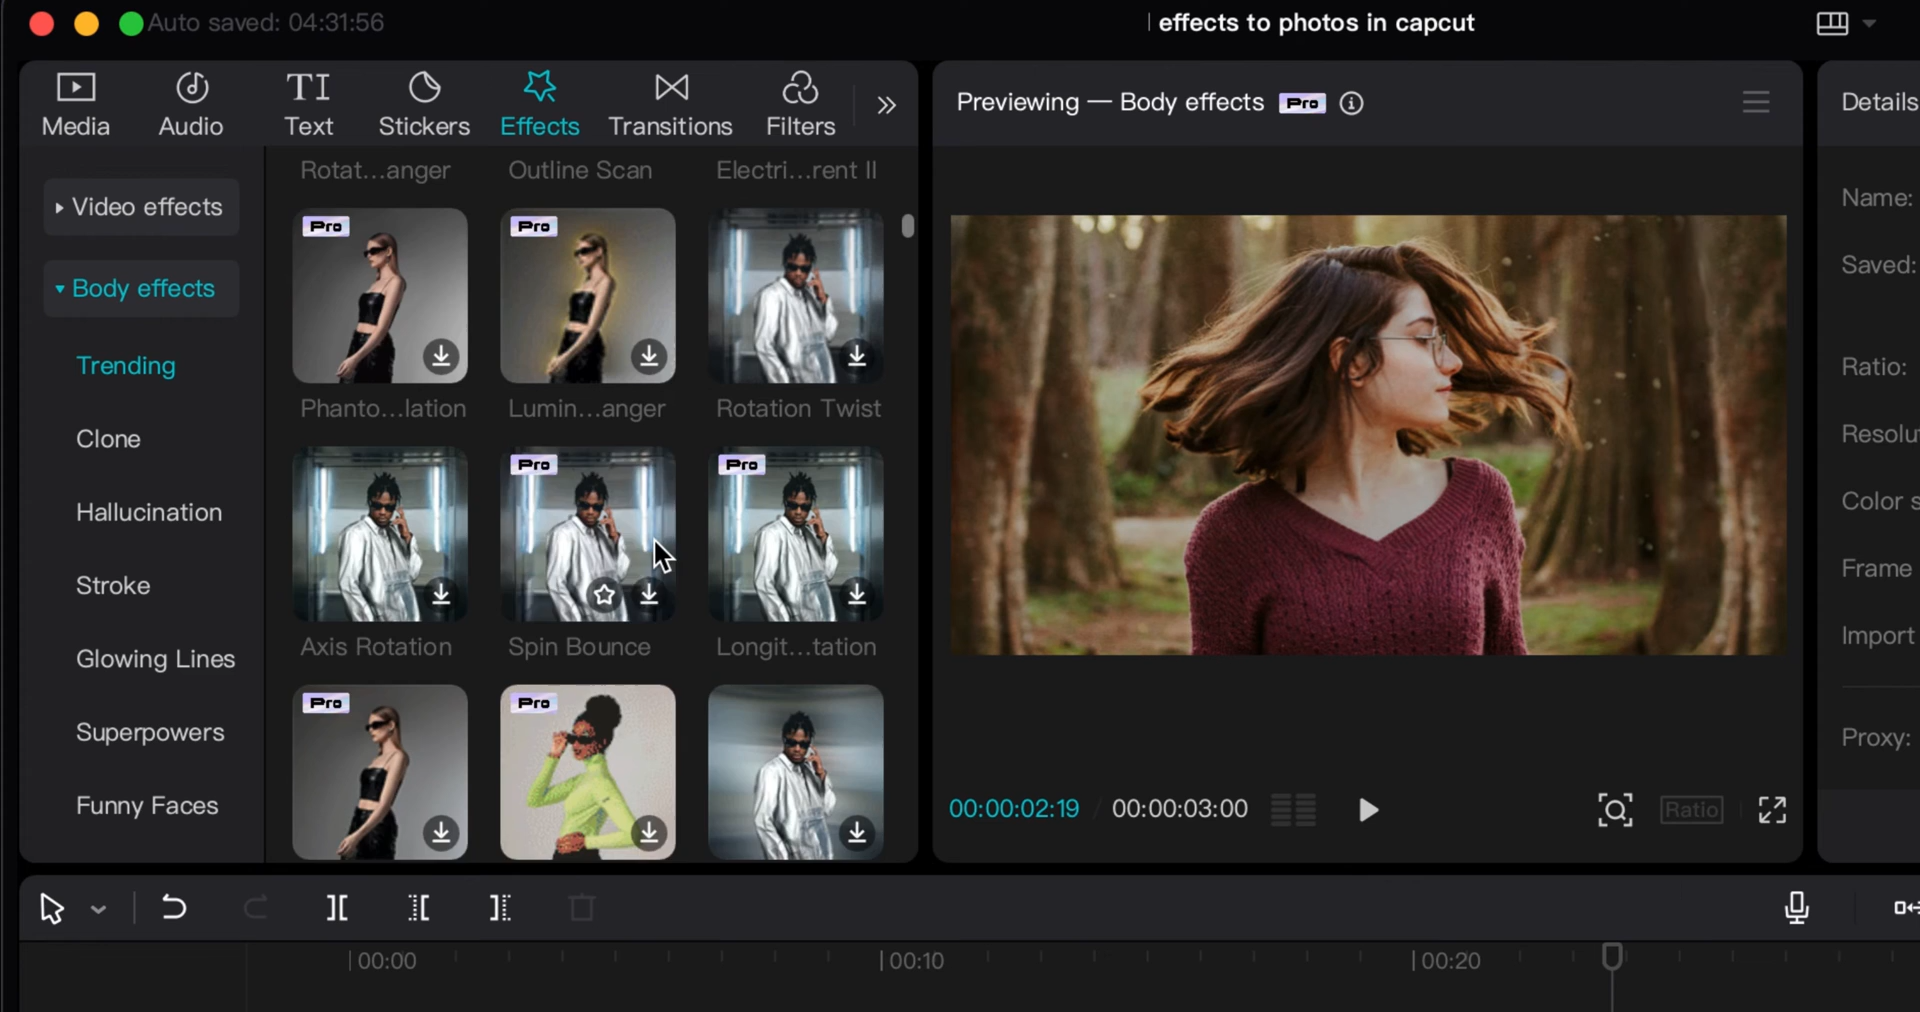 Auto saved: 04:31:56
effects to photos in capcut
Media
Audio
TI
Text
Stickers
Effects
Transitions
Filters
Previewing — Body effects
Pro
Details
Video effects
Body effects
Trending
Clone
Hallucination
Stroke
Glowing Lines
Superpowers
Funny Faces
Rotat...anger
Outline Scan
Electri...rent II
Pro
Pro
Phanto...lation
Lumin...anger
Rotation Twist
Pro
Pro
Axis Rotation
Spin Bounce
Longit...tation
Pro
Pro
00:00:02:19
00:00:03:00
Ratio
Name:
Saved:
Ratio:
Resolu
Color s
Frame
Import
Proxy:
00:00
00:10
00:20